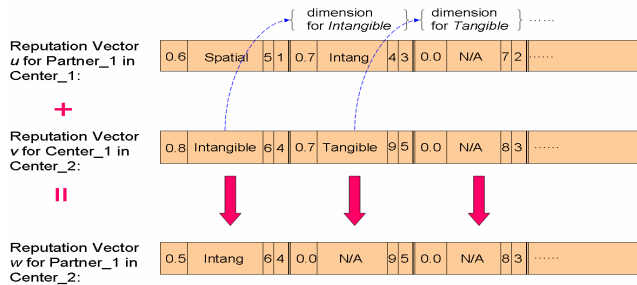 dimension dimension ......
for Intangible for Tangible
Reputation Vector
u for Partner_1 in
Center_1:
0.6 Spatial 5 1 0.7 Intang 4 3 0.0 N/A 7 2 ......
+
Reputation Vector
v for Center_1 in
Center_2:
0.8 Intangible 6 4 0.7 Tangible 9 5 0.0 N/A 8 3 ......
=
Reputation Vector
w for Partner_1 in
Center_2:
0.5 Intang 6 4 0.0 N/A 9 5 0.0 N/A 8 3 ......